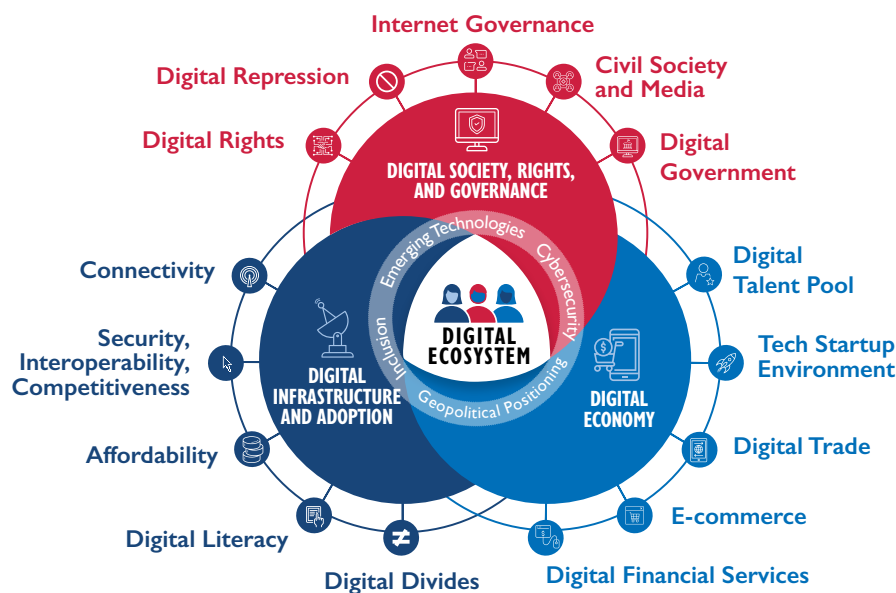 Internet Governance
Digital Repression
Civil Society
and Media
Digital Rights
Digital
Government
DIGITAL SOCIETY, RIGHTS,
AND GOVERNANCE
Emerging Technologies
Cybersecurity
Inclusion
Geopolitical Positioning
DIGITAL
ECOSYSTEM
Connectivity
Security,
Interoperability,
Competitiveness
Affordability
Digital Literacy
Digital Divides
DIGITAL
INFRASTRUCTURE
AND ADOPTION
DIGITAL
ECONOMY
Digital
Talent Pool
Tech Startup
Environment
Digital Trade
E-commerce
Digital Financial Services